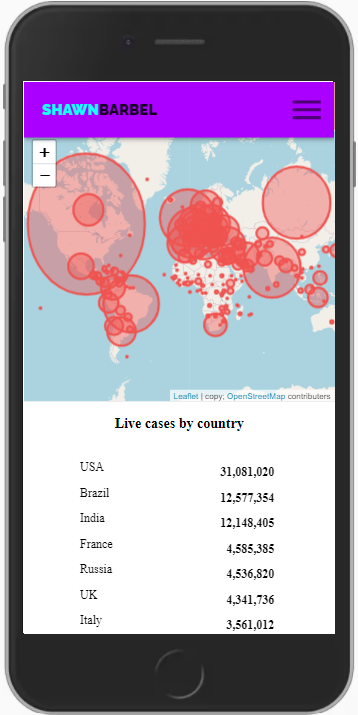 SHAWNBARBEL
+
−
Leaflet | copy; OpenStreetMap contributors
Live cases by country
USA 31,081,020
Brazil 12,577,354
India 12,148,405
France 4,585,385
Russia 4,536,820
UK 4,341,736
Italy 3,561,012